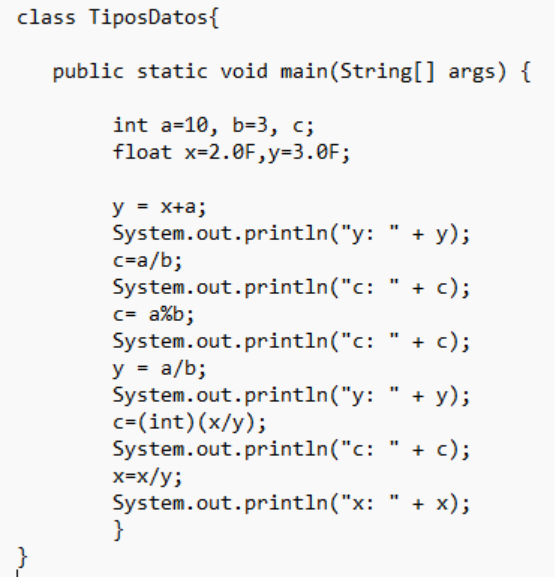 class TiposDatos{
public static void main(String[] args) {
int a=10, b=3, c;
float x=2.0F,y=3.0F;
y = x+a;
System.out.println("y: " + y);
c=a/b;
System.out.println("c: " + c);
c= a%b;
System.out.println("c: " + c);
y = a/b;
System.out.println("y: " + y);
c=(int)(x/y);
System.out.println("c: " + c);
x=x/y;
System.out.println("x: " + x);
}
}